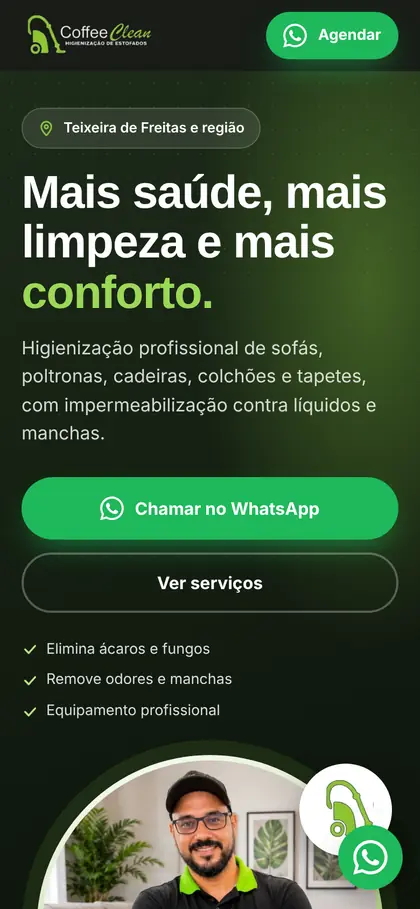 Coffee Clean
HIGIENIZAÇÃO DE ESTOFADOS
Agendar
Teixeira de Freitas e região
Mais saúde, mais
limpeza e mais
conforto.
Higienização profissional de sofás,
poltronas, cadeiras, colchões e tapetes,
com impermeabilização contra líquidos e
manchas.
Chamar no WhatsApp
Ver serviços
Elimina ácaros e fungos
Remove odores e manchas
Equipamento profissional